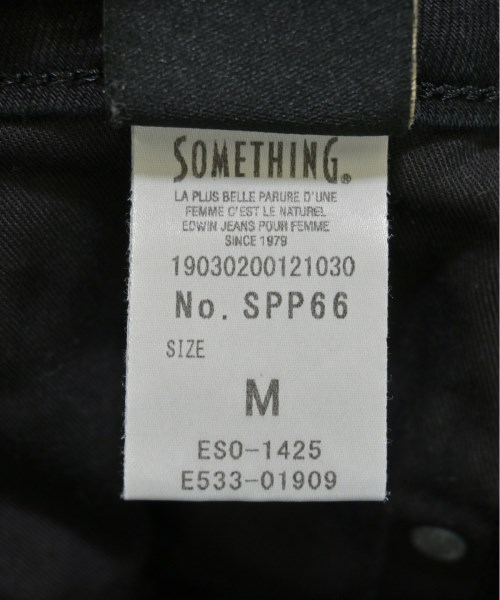 SOMETHING®
LA PLUS BELLE PARURE D'UNE
FEMME C'EST LE NATUREL
EDWIN JEANS POUR FEMME
SINCE 1979
19030200121030
No. SPP66
SIZE
M
ES0-1425
E533-01909